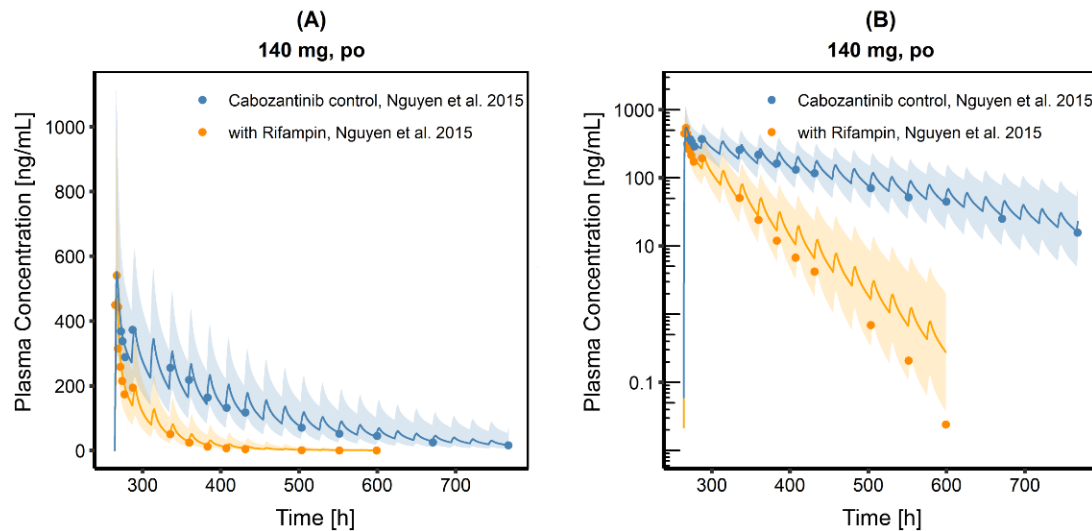 (A)
140 mg, po
Plasma Concentration [ng/mL]
1000
800
600
400
200
0
Cabozantinib control, Nguyen et al. 2015
with Rifampin, Nguyen et al. 2015
300 400 500 600 700
Time [h]
(B)
140 mg, po
Plasma Concentration [ng/mL]
1000
100
10
0.1
Cabozantinib control, Nguyen et al. 2015
with Rifampin, Nguyen et al. 2015
300 400 500 600 700
Time [h]